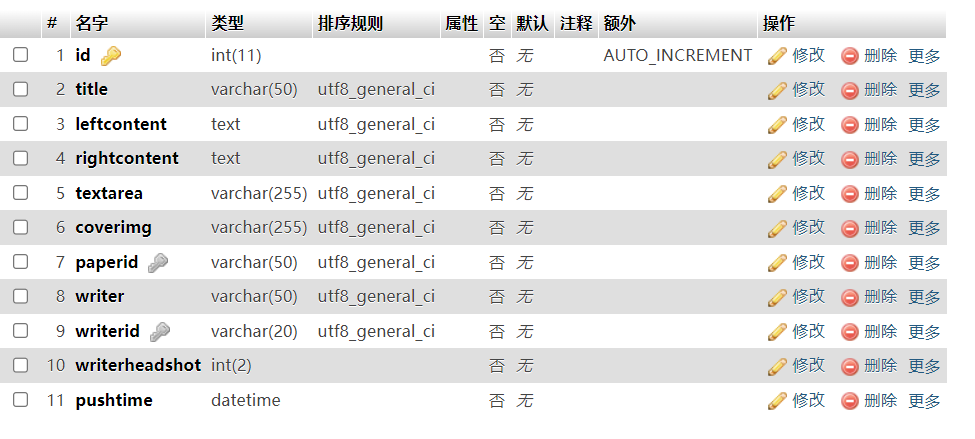 # 名字 类型 排序规则 属性 空 默认 注释 额外 操作
1 id int(11) 否 无 AUTO_INCREMENT 修改 删除 更多
2 title varchar(50) utf8_general_ci 否 无 修改 删除 更多
3 leftcontent text utf8_general_ci 否 无 修改 删除 更多
4 rightcontent text utf8_general_ci 否 无 修改 删除 更多
5 textarea varchar(255) utf8_general_ci 否 无 修改 删除 更多
6 coverimg varchar(255) utf8_general_ci 否 无 修改 删除 更多
7 paperid varchar(50) utf8_general_ci 否 无 修改 删除 更多
8 writer varchar(50) utf8_general_ci 否 无 修改 删除 更多
9 writerid varchar(20) utf8_general_ci 否 无 修改 删除 更多
10 writerheadshot int(2) 否 无 修改 删除 更多
11 pushtime datetime 否 无 修改 删除 更多